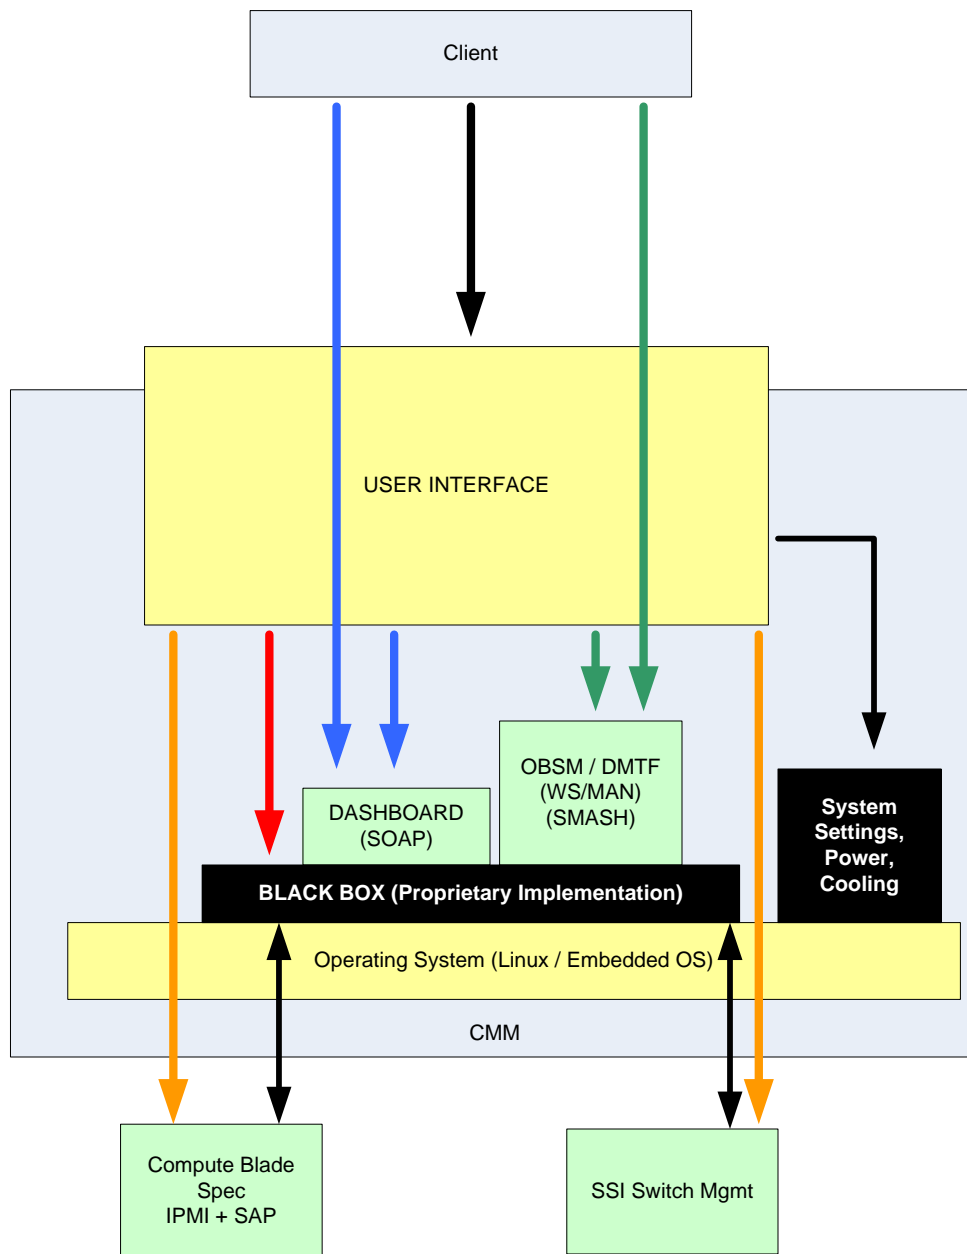 Client
USER INTERFACE
OBSM / DMTF
(WS/MAN)
(SMASH)
DASHBOARD
(SOAP)
System
Settings,
Power,
Cooling
BLACK BOX (Proprietary Implementation)
Operating System (Linux / Embedded OS)
CMM
Compute Blade
Spec
IPMI + SAP
SSI Switch Mgmt